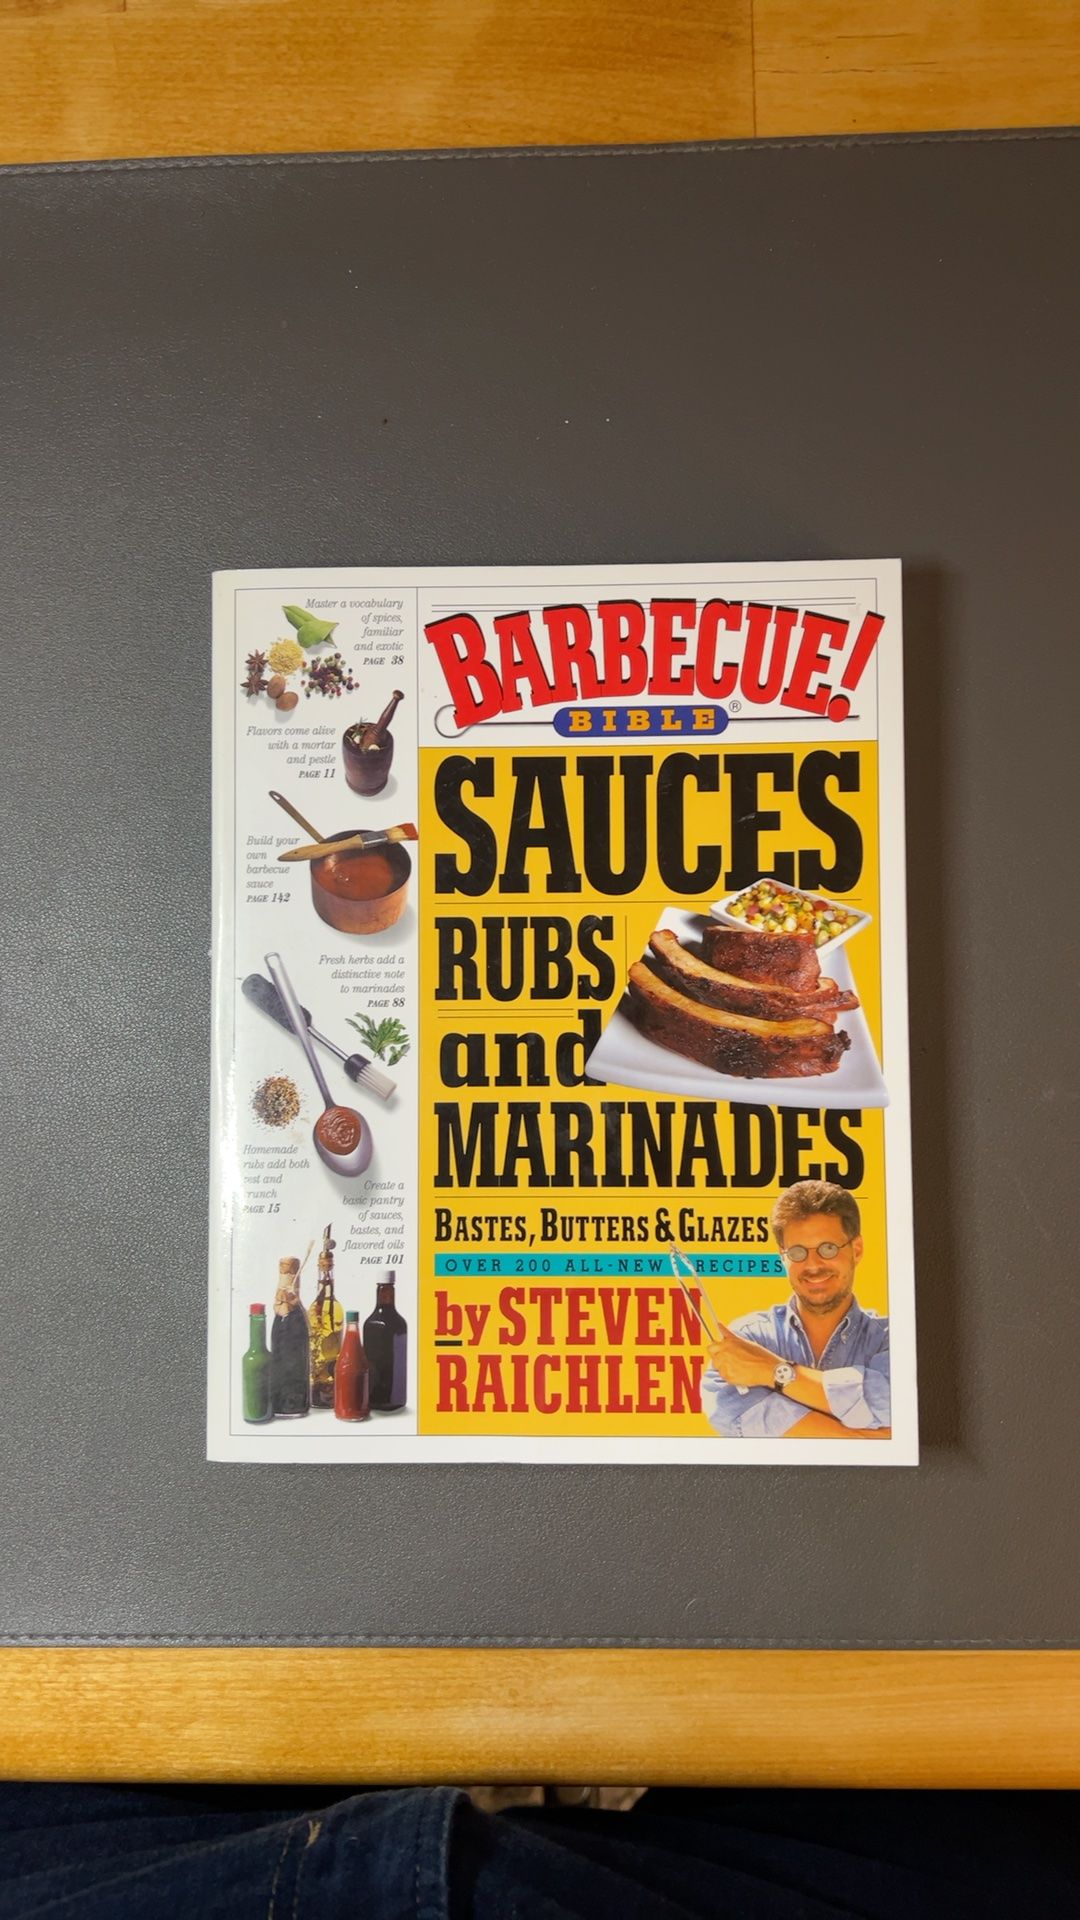 Master a vocabulary
of spices,
familiar
and exotic
PAGE 38
Flavors come alive
with a mortar
and pestle
PAGE 11
Build your
own
barbecue
sauce
PAGE 142
Fresh herbs add a
distinctive note
to marinades
PAGE 88
Homemade
rubs add both
zest and
crunch
PAGE 15
Create a
basic pantry
of sauces,
bastes, and
flavored oils
PAGE 101
BARBECUE!
BIBLE®
SAUCES
RUBS
and
MARINADES
BASTES, BUTTERS & GLAZES
OVER 200 ALL-NEW RECIPES
by STEVEN
RAICHLEN